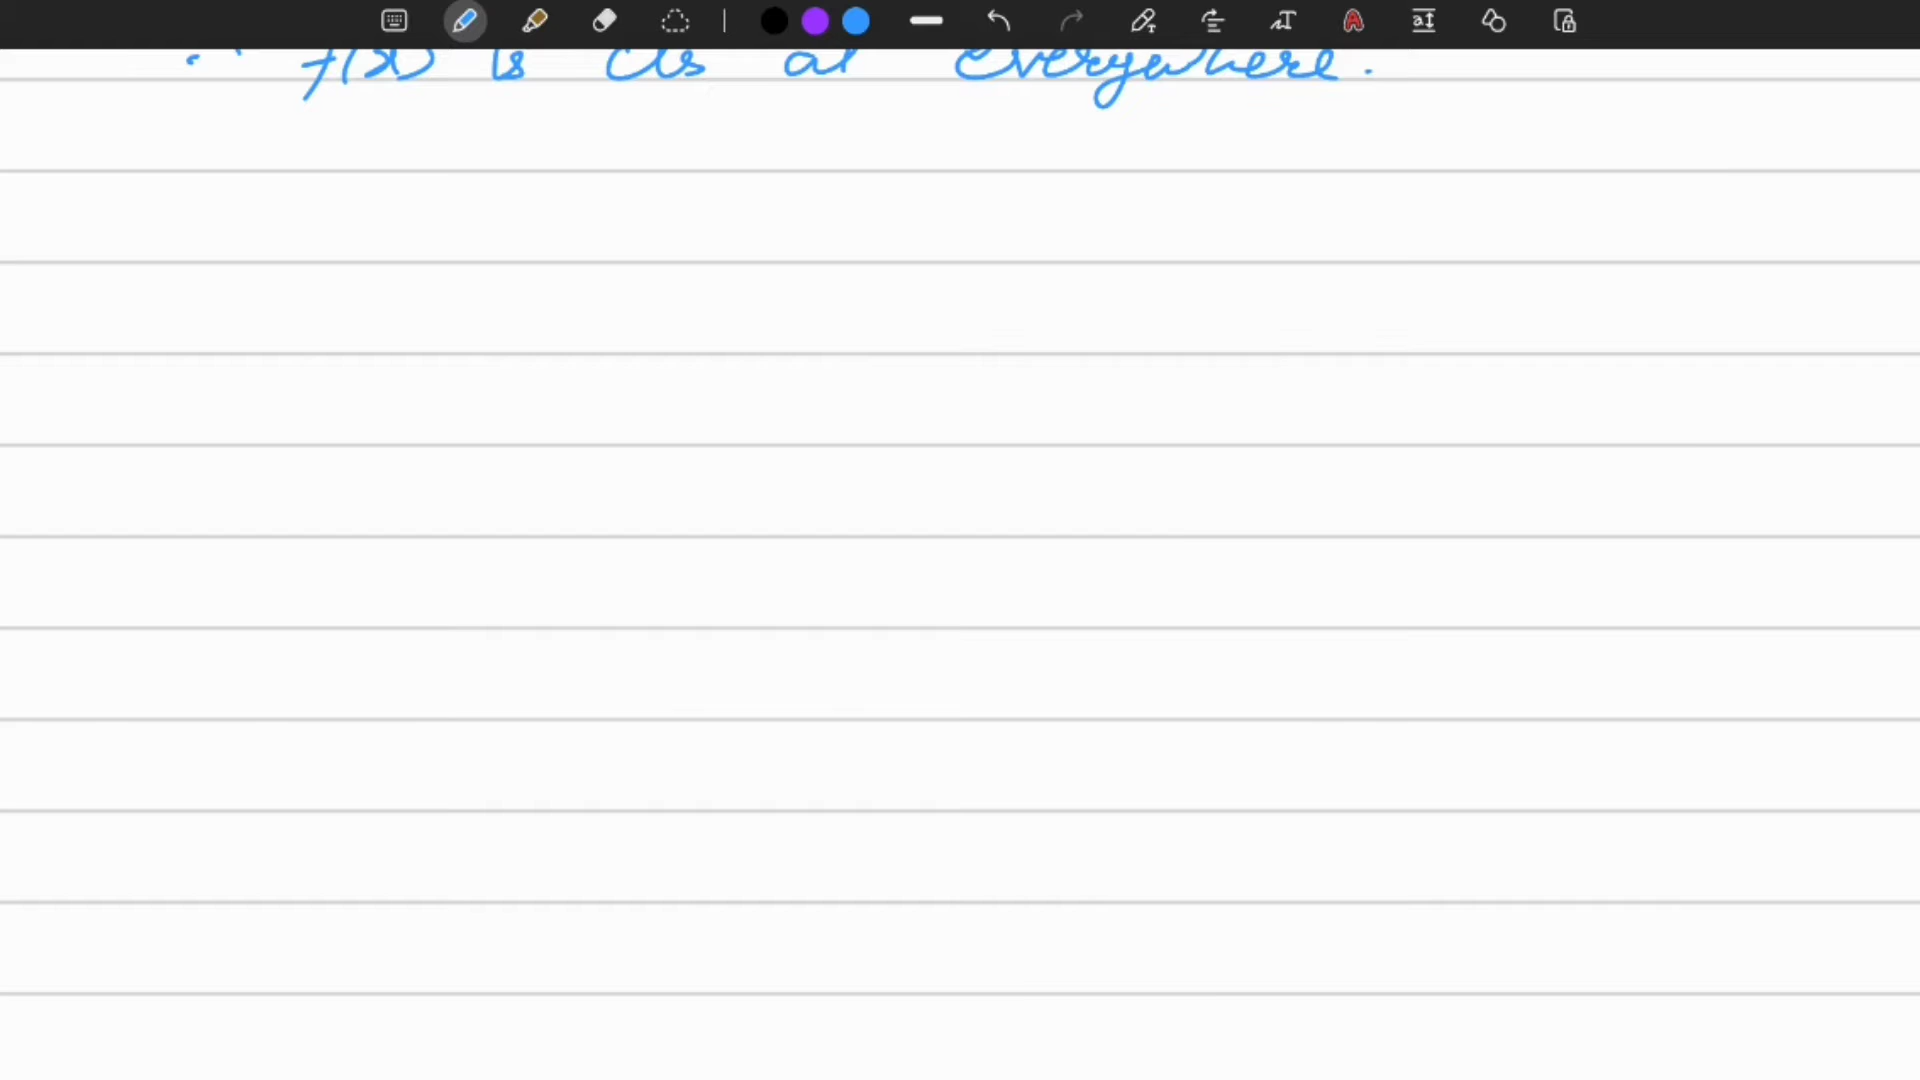 ∴ f(x) is cts at everywhere.